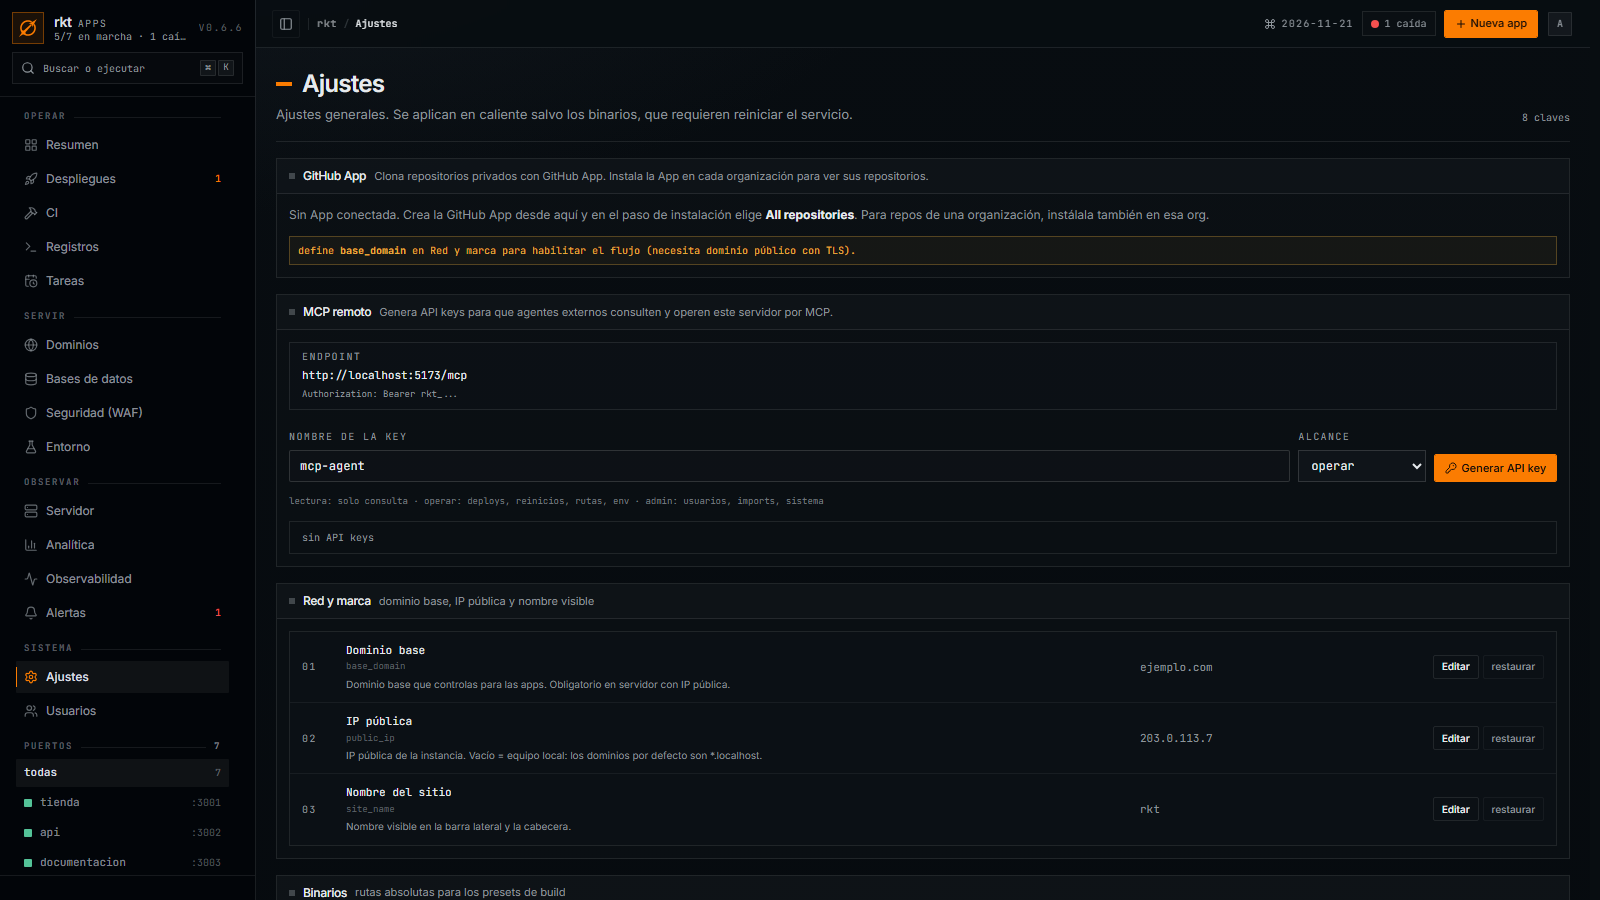 rkt APPS
5/7 en marcha · 1 caí…
V0.6.6
Buscar o ejecutar
⌘ K
OPERAR
Resumen
Despliegues 1
CI
Registros
Tareas
SERVIR
Dominios
Bases de datos
Seguridad (WAF)
Entorno
OBSERVAR
Servidor
Analítica
Observabilidad
Alertas 1
SISTEMA
Ajustes
Usuarios
PUERTOS 7
todas 7
tienda :3001
api :3002
documentacion :3003
rkt / Ajustes
⌘ 2026-11-21
1 caída
+ Nueva app
A
Ajustes
Ajustes generales. Se aplican en caliente salvo los binarios, que requieren reiniciar el servicio.
8 claves
GitHub App Clona repositorios privados con GitHub App. Instala la App en cada organización para ver sus repositorios.
Sin App conectada. Crea la GitHub App desde aquí y en el paso de instalación elige All repositories. Para repos de una organización, instálala también en esa org.
define base_domain en Red y marca para habilitar el flujo (necesita dominio público con TLS).
MCP remoto Genera API keys para que agentes externos consulten y operen este servidor por MCP.
ENDPOINT
http://localhost:5173/mcp
Authorization: Bearer rkt_...
NOMBRE DE LA KEY
mcp-agent
ALCANCE
operar
Generar API key
lectura: solo consulta · operar: deploys, reinicios, rutas, env · admin: usuarios, imports, sistema
sin API keys
Red y marca dominio base, IP pública y nombre visible
01
Dominio base
base_domain
Dominio base que controlas para las apps. Obligatorio en servidor con IP pública.
ejemplo.com
Editar restaurar
02
IP pública
public_ip
IP pública de la instancia. Vacío = equipo local: los dominios por defecto son *.localhost.
203.0.113.7
Editar restaurar
03
Nombre del sitio
site_name
Nombre visible en la barra lateral y la cabecera.
rkt
Editar restaurar
Binarios rutas absolutas para los presets de build